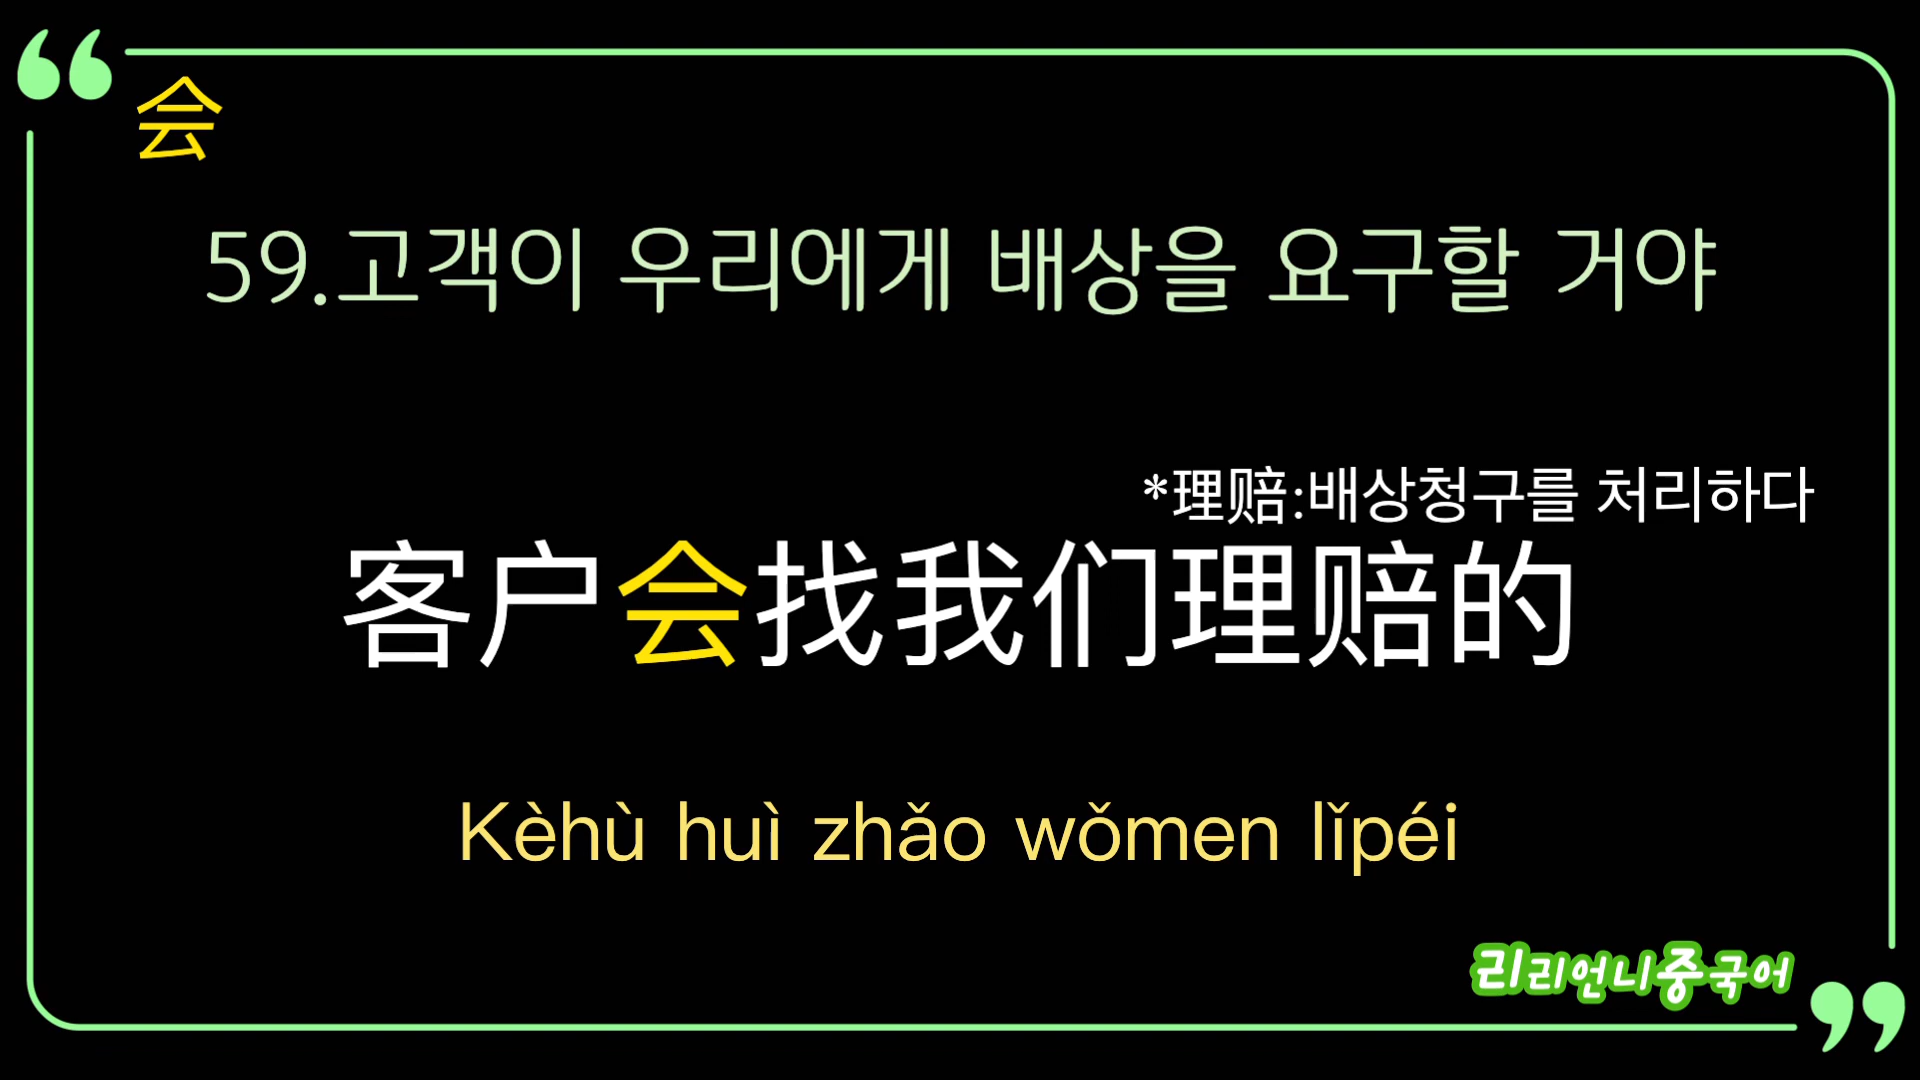 会
59.고객이 우리에게 배상을 요구할 거야
*理赔:배상청구를 처리하다
客户会找我们理赔的
Kèhù huì zhǎo wǒmen lǐpéi
리리언니중국어